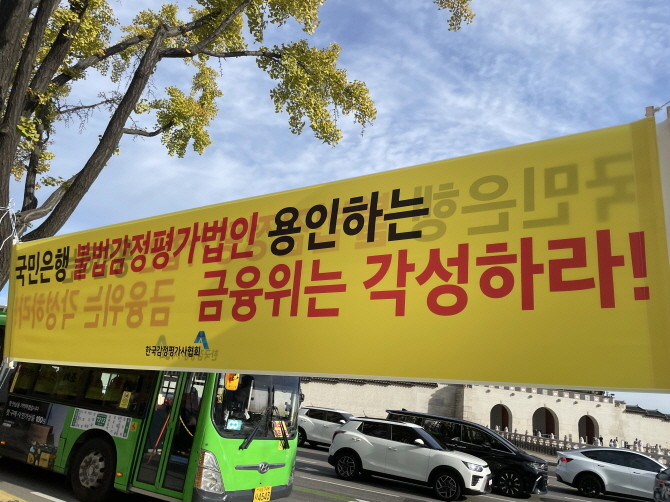 국민은행 불법감정평가법인 용인하는
금융위는 각성하라!
한국감정평가사협회
4543